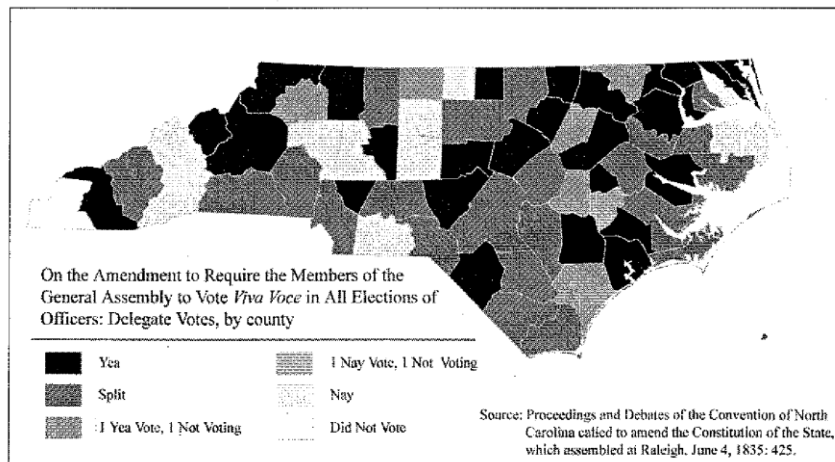 On the Amendment to Require the Members of the
General Assembly to Vote Viva Voce in All Elections of
Officers: Delegate Votes, by county
Yea
Split
1 Yea Vote, 1 Not Voting
1 Nay Vote, 1 Not Voting
Nay
Did Not Vote
Source: Proceedings and Debates of the Convention of North
Carolina called to amend the Constitution of the State,
which assembled at Raleigh, June 4, 1835: 425.